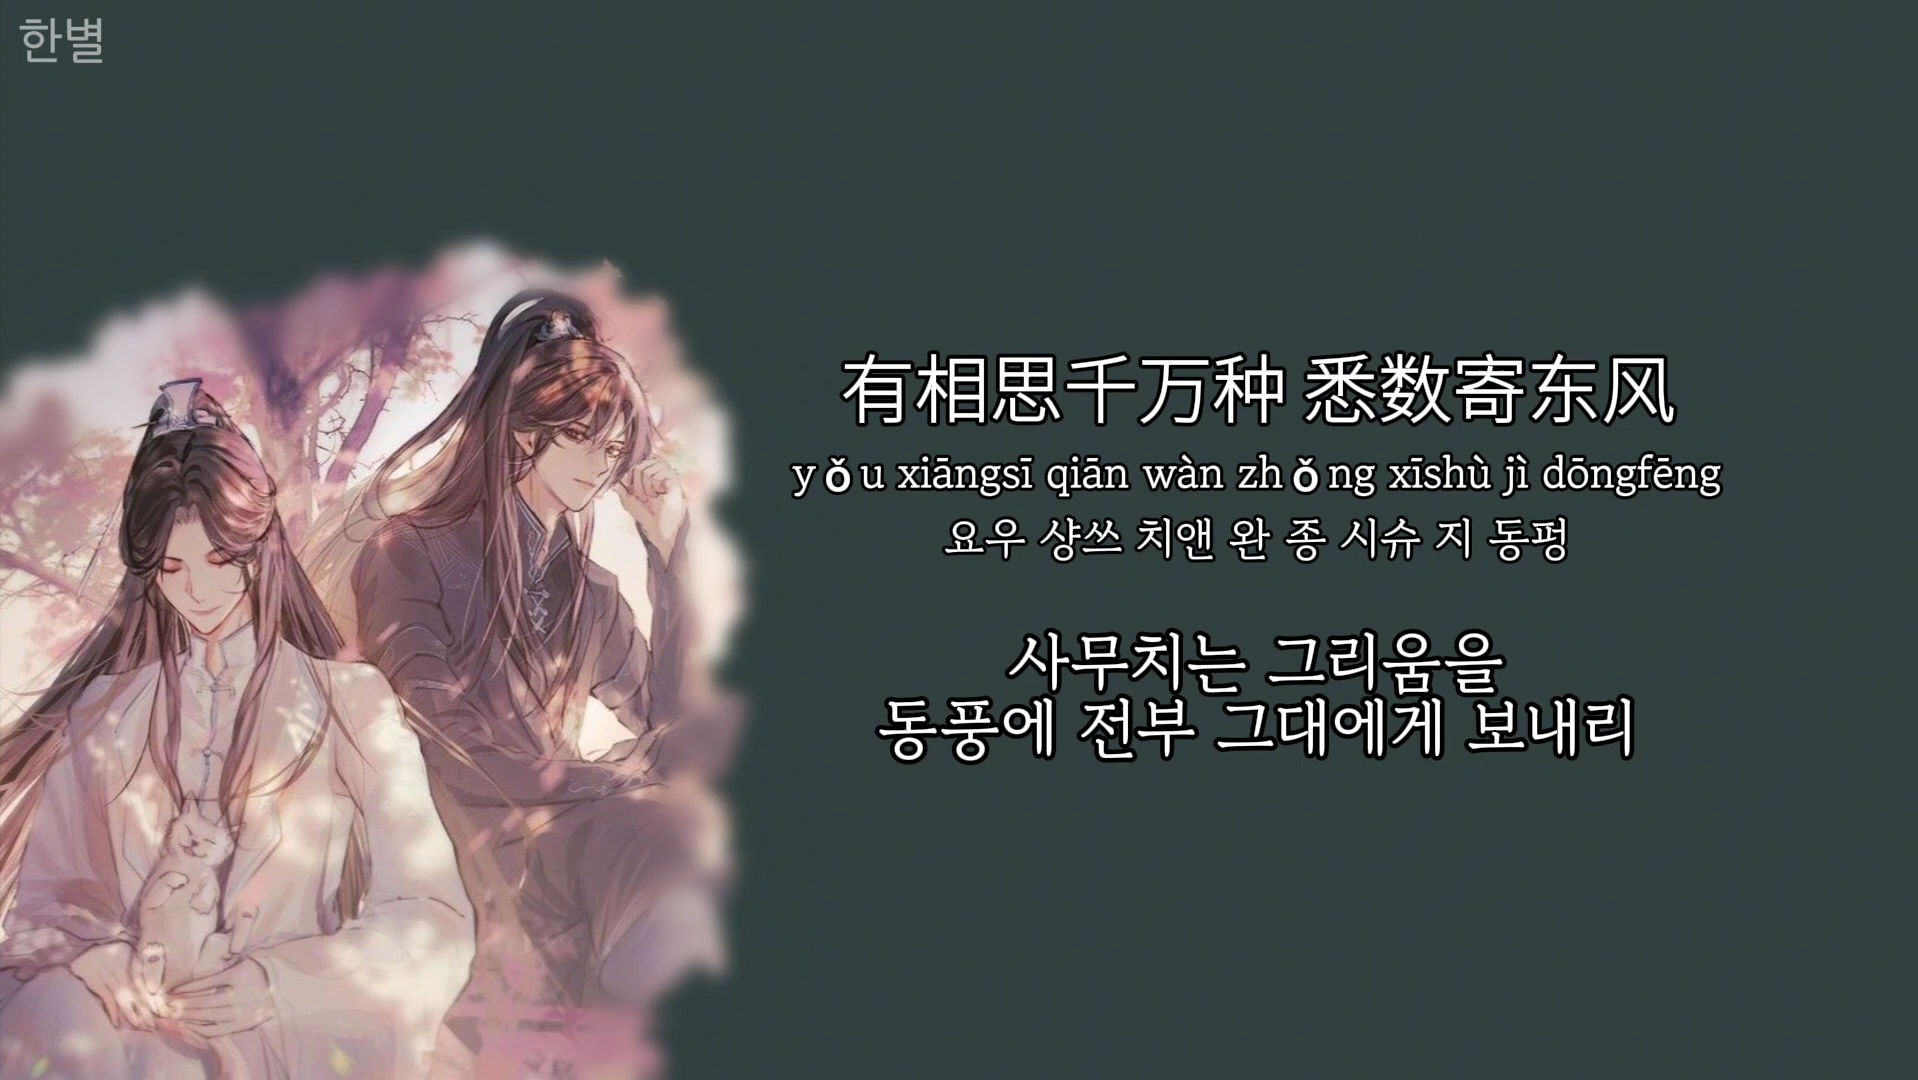 한별
有相思千万种 悉数寄东风
yǒu xiāngsī qiān wàn zhǒng xīshù jì dōngfēng
요우 샹쓰 치앤 완 종 시슈 지 동펑
사무치는 그리움을
동풍에 전부 그대에게 보내리